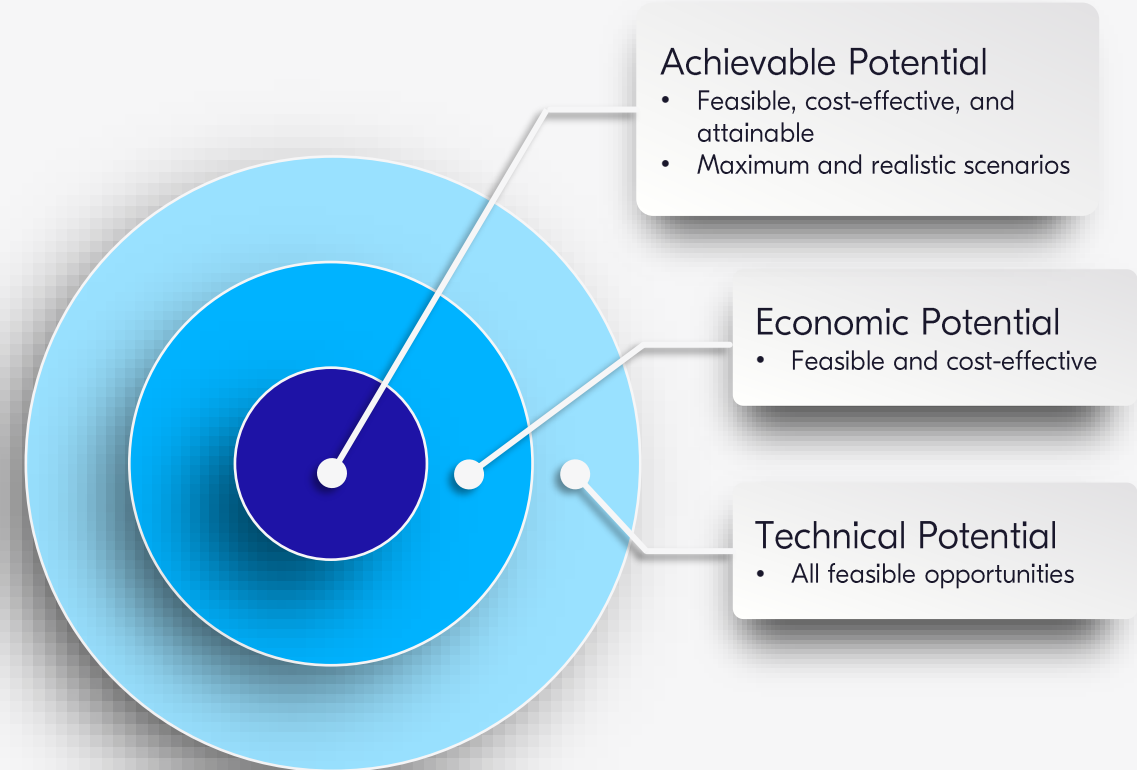 Achievable Potential
• Feasible, cost-effective, and
attainable
• Maximum and realistic scenarios
Economic Potential
• Feasible and cost-effective
Technical Potential
• All feasible opportunities